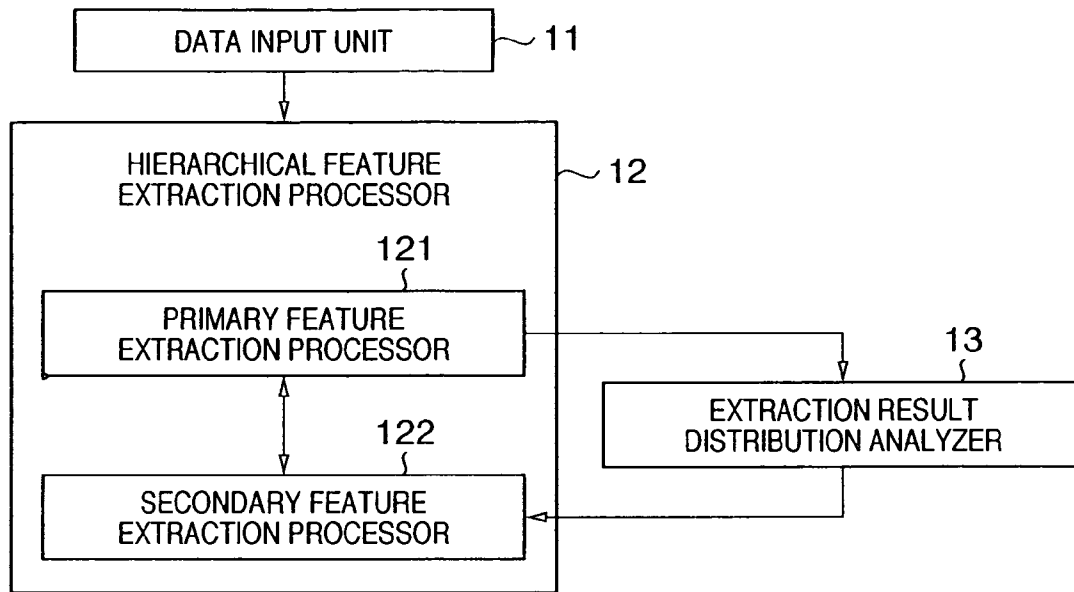 DATA INPUT UNIT
11
HIERARCHICAL FEATURE
EXTRACTION PROCESSOR
12
121
PRIMARY FEATURE
EXTRACTION PROCESSOR
13
EXTRACTION RESULT
DISTRIBUTION ANALYZER
122
SECONDARY FEATURE
EXTRACTION PROCESSOR